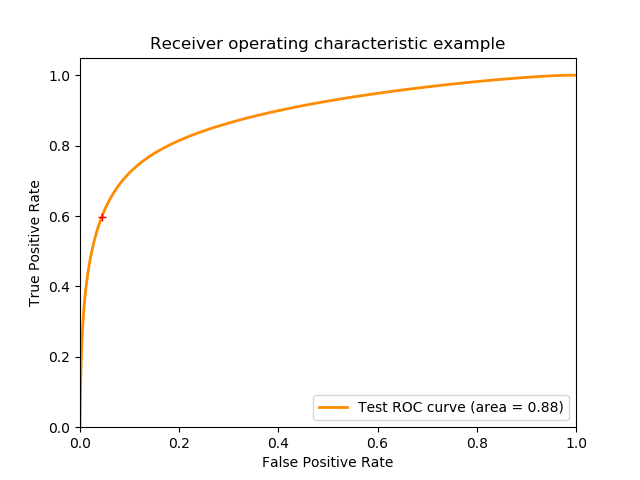 Receiver operating characteristic example
1.0
0.8
0.6
0.4
0.2
0.0
True Positive Rate
0.0 0.2 0.4 0.6 0.8 1.0
False Positive Rate
Test ROC curve (area = 0.88)